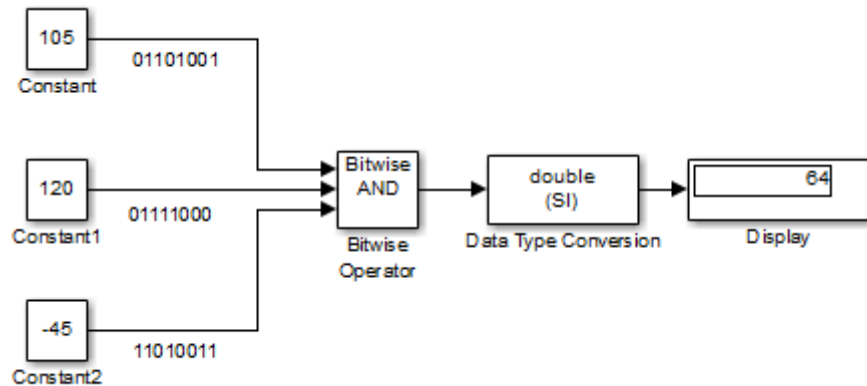 105
01101001
Constant
120
01111000
Constant1
-45
11010011
Constant2
Bitwise
AND
Bitwise
Operator
double
(SI)
Data Type Conversion
64
Display